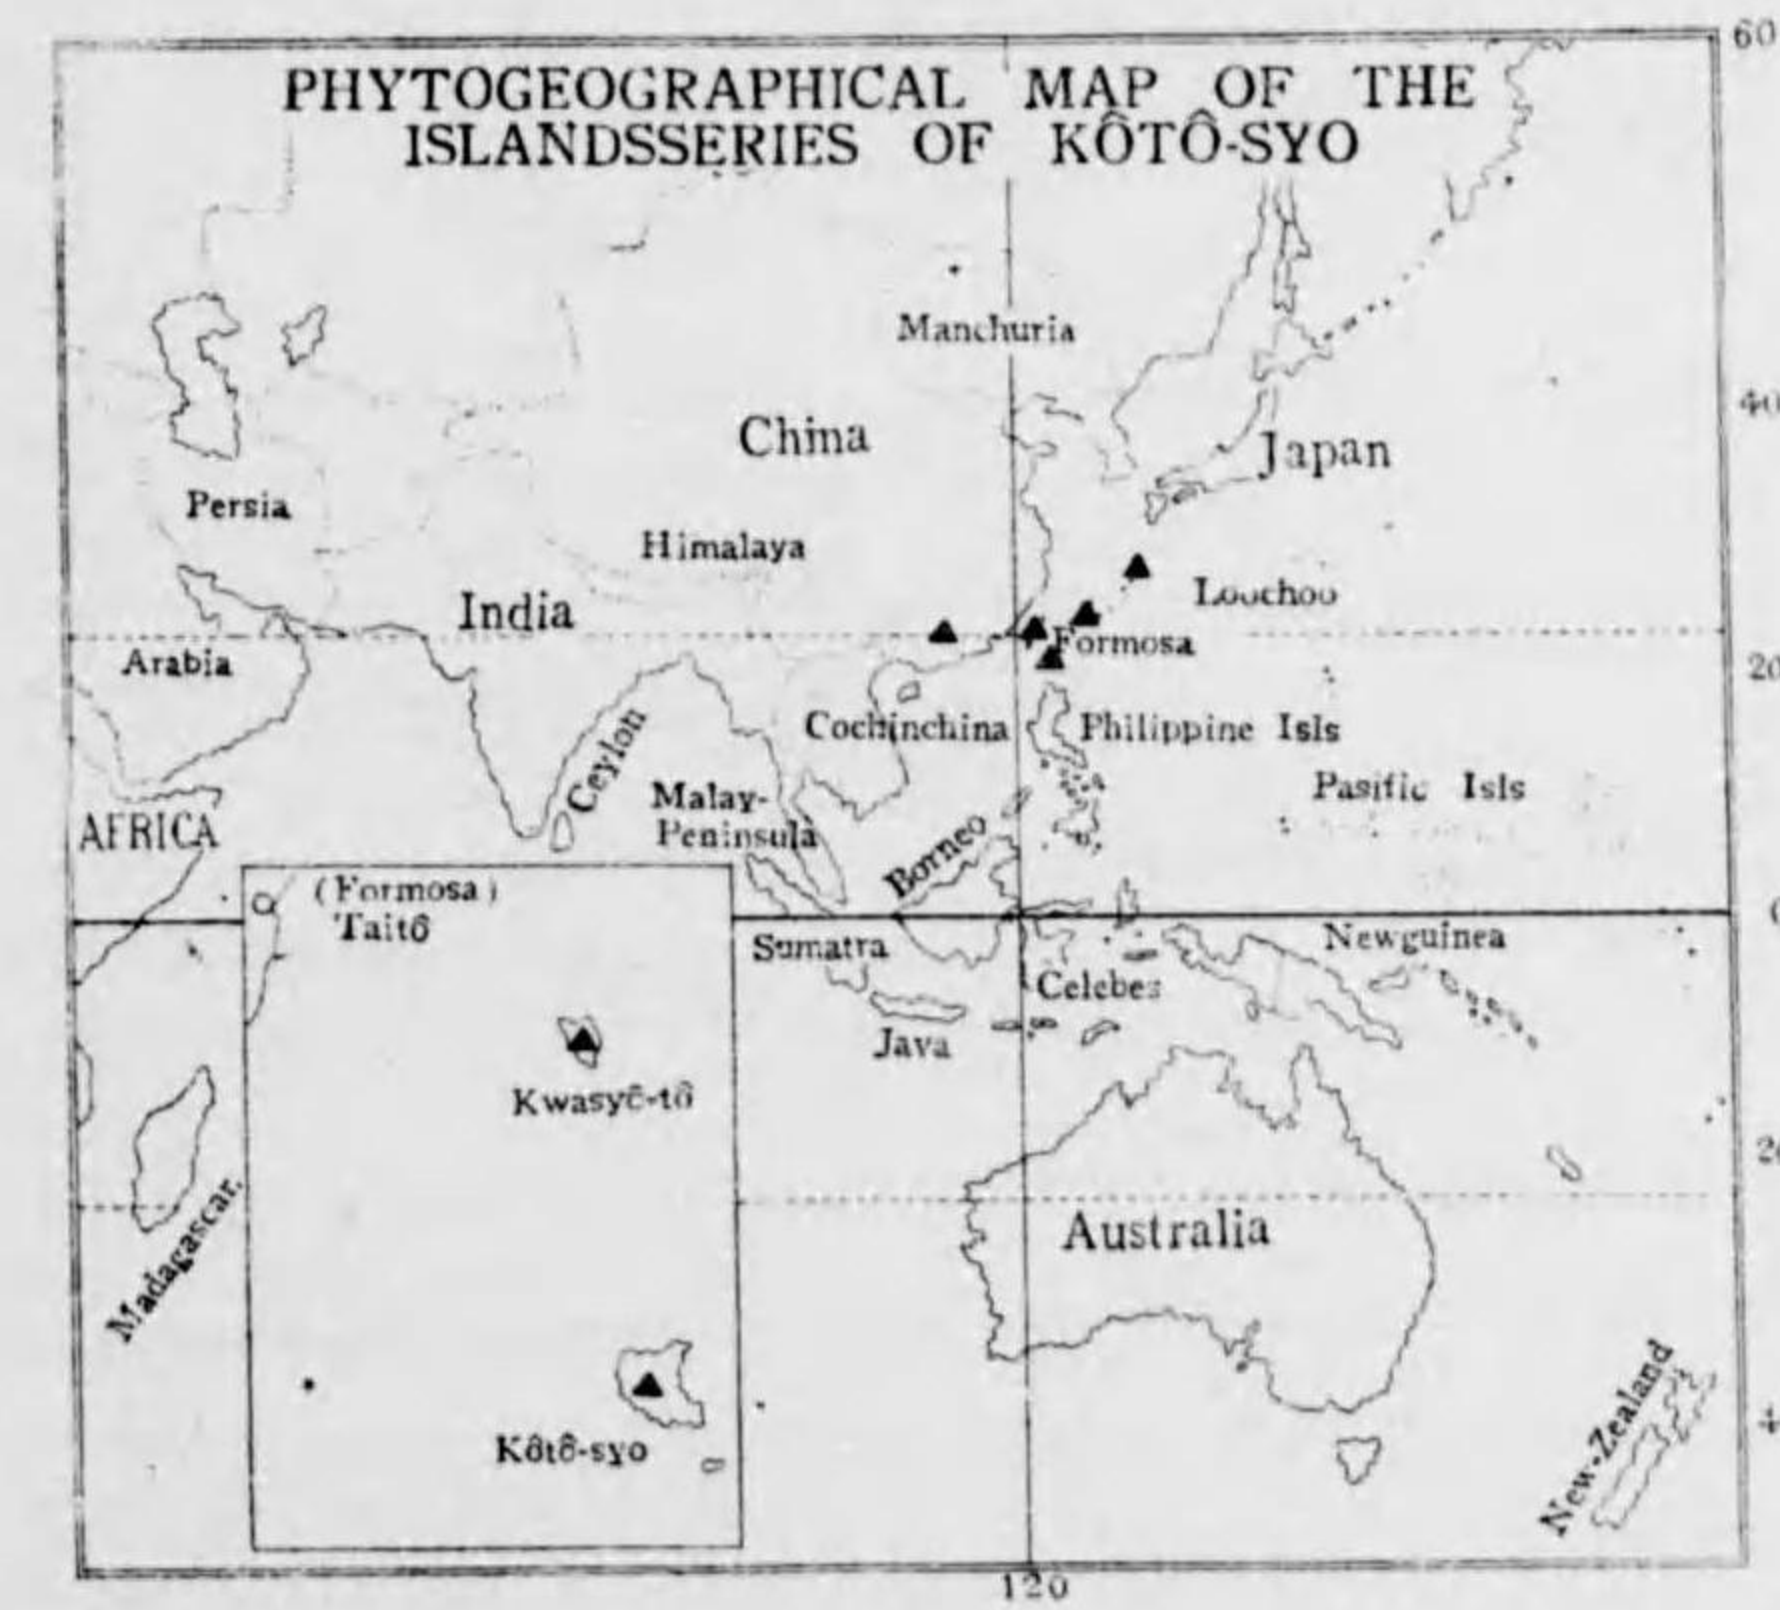 PHYTOGEOGRAPHICAL MAP OF THE
ISLANDSSERIES OF KÔTÔ-SYO
60
Manchuria
China
Japan
Persia
Himalaya
India
Loochoo
Arabia
Formosa
20
Cochinchina
Philippine Isls
Ceylon
Malay-
Peninsula
Pasific Isls
AFRICA
Borneo
(Formosa)
Taitô
Sumatra
Newguinea
Celebes
Java
Kwasyô-tô
Madagascar.
Australia
Kôtô-syo
New-Zealand
120